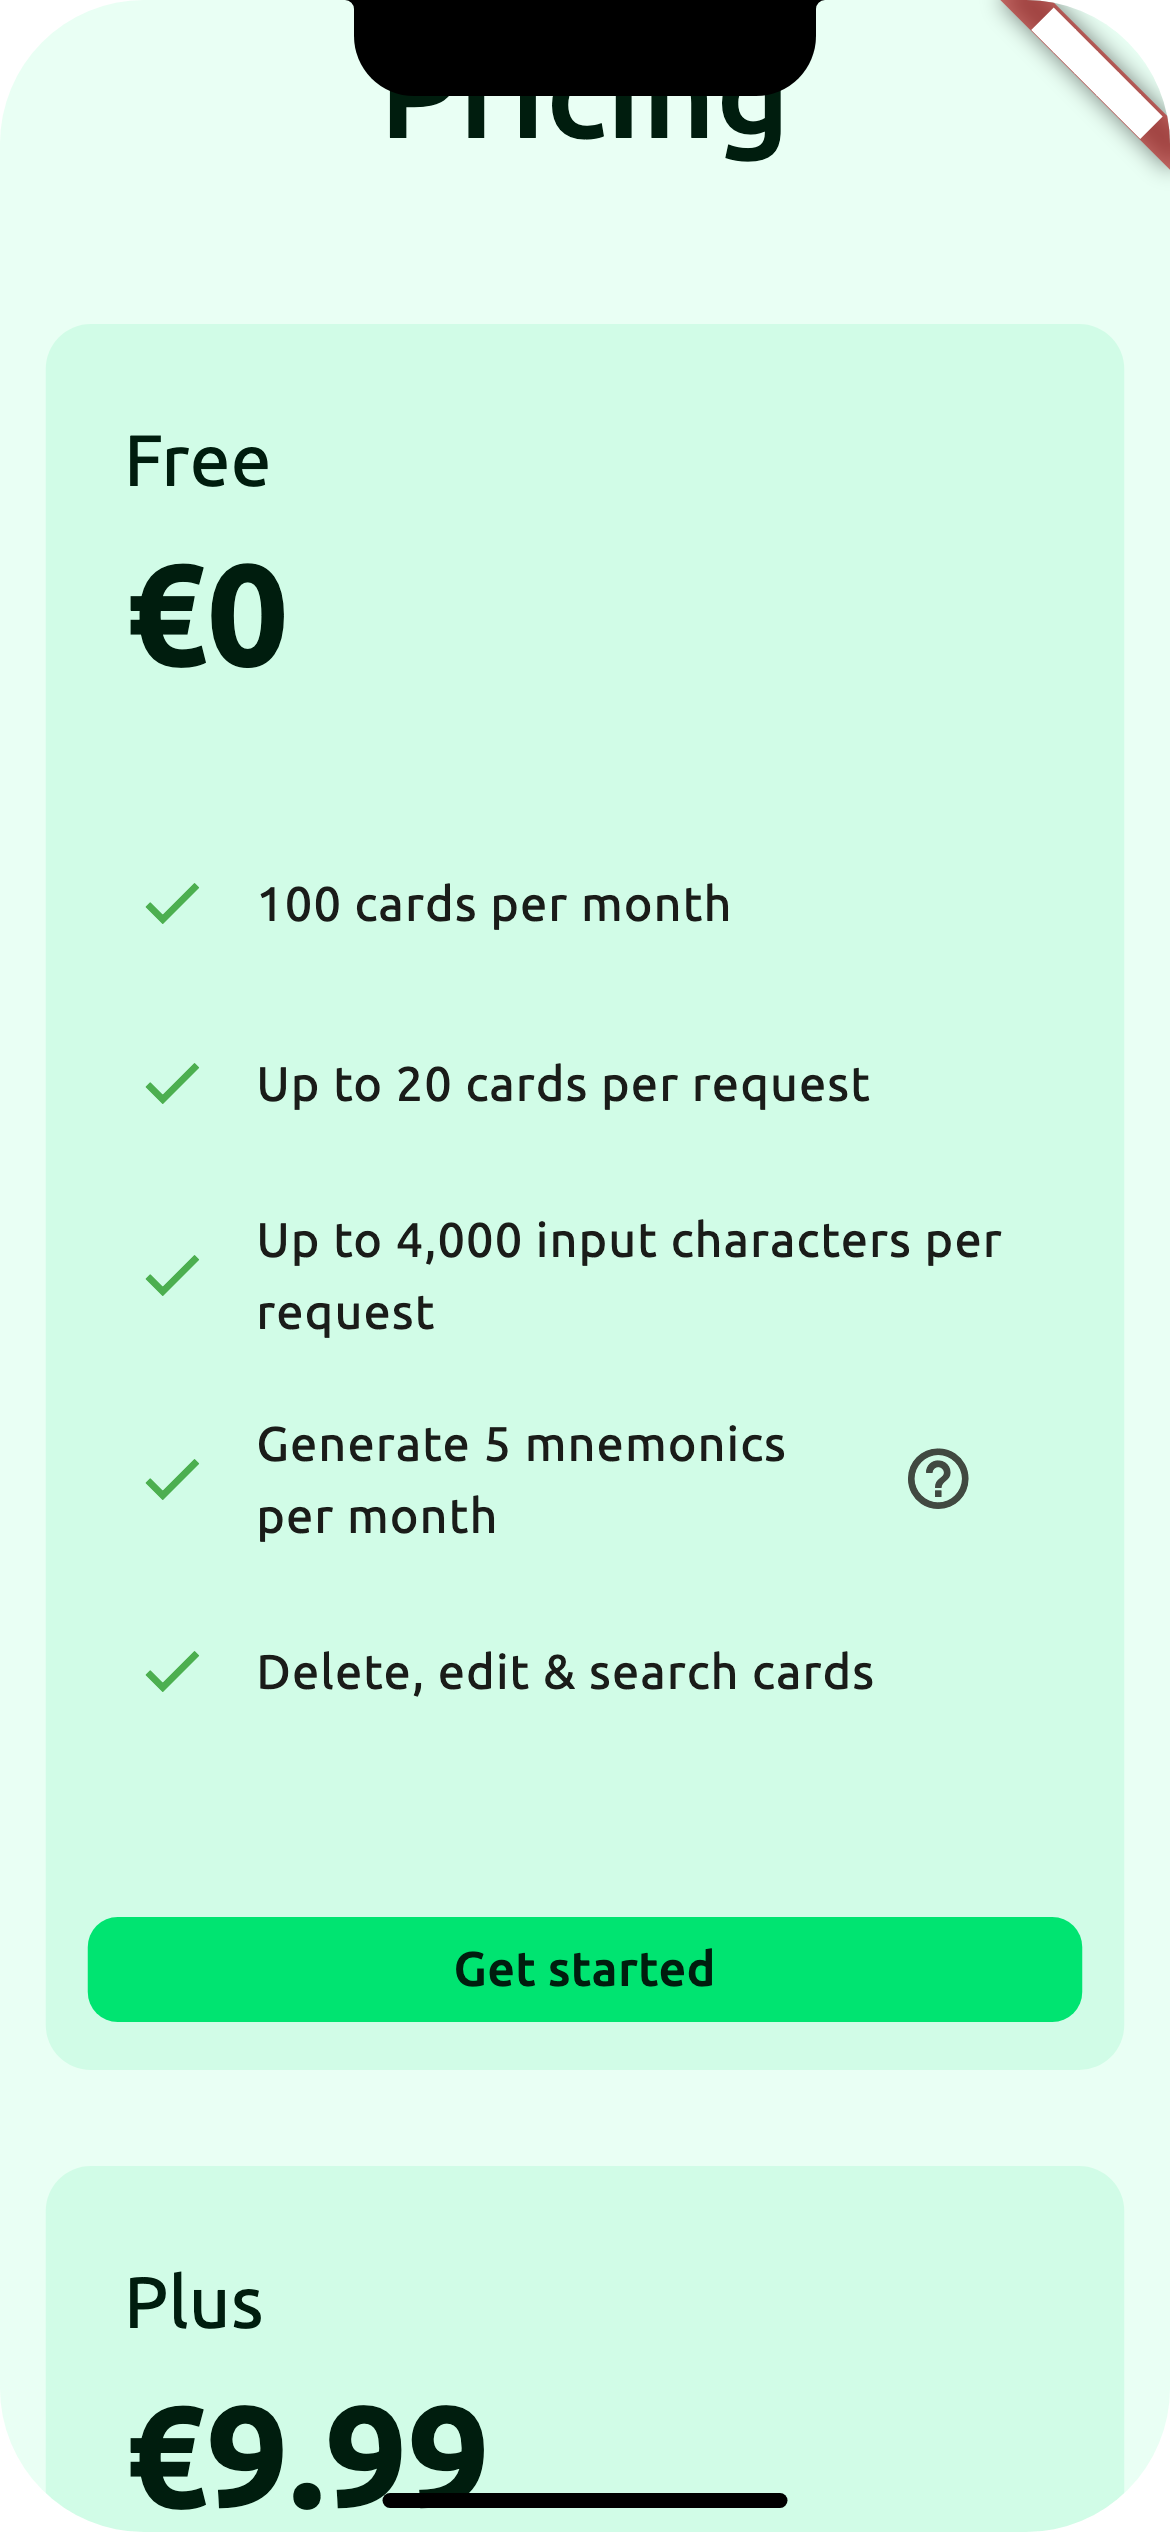 Pricing
Free
€0
100 cards per month
Up to 20 cards per request
Up to 4,000 input characters per
request
Generate 5 mnemonics
per month
Delete, edit & search cards
Get started
Plus
€9.99